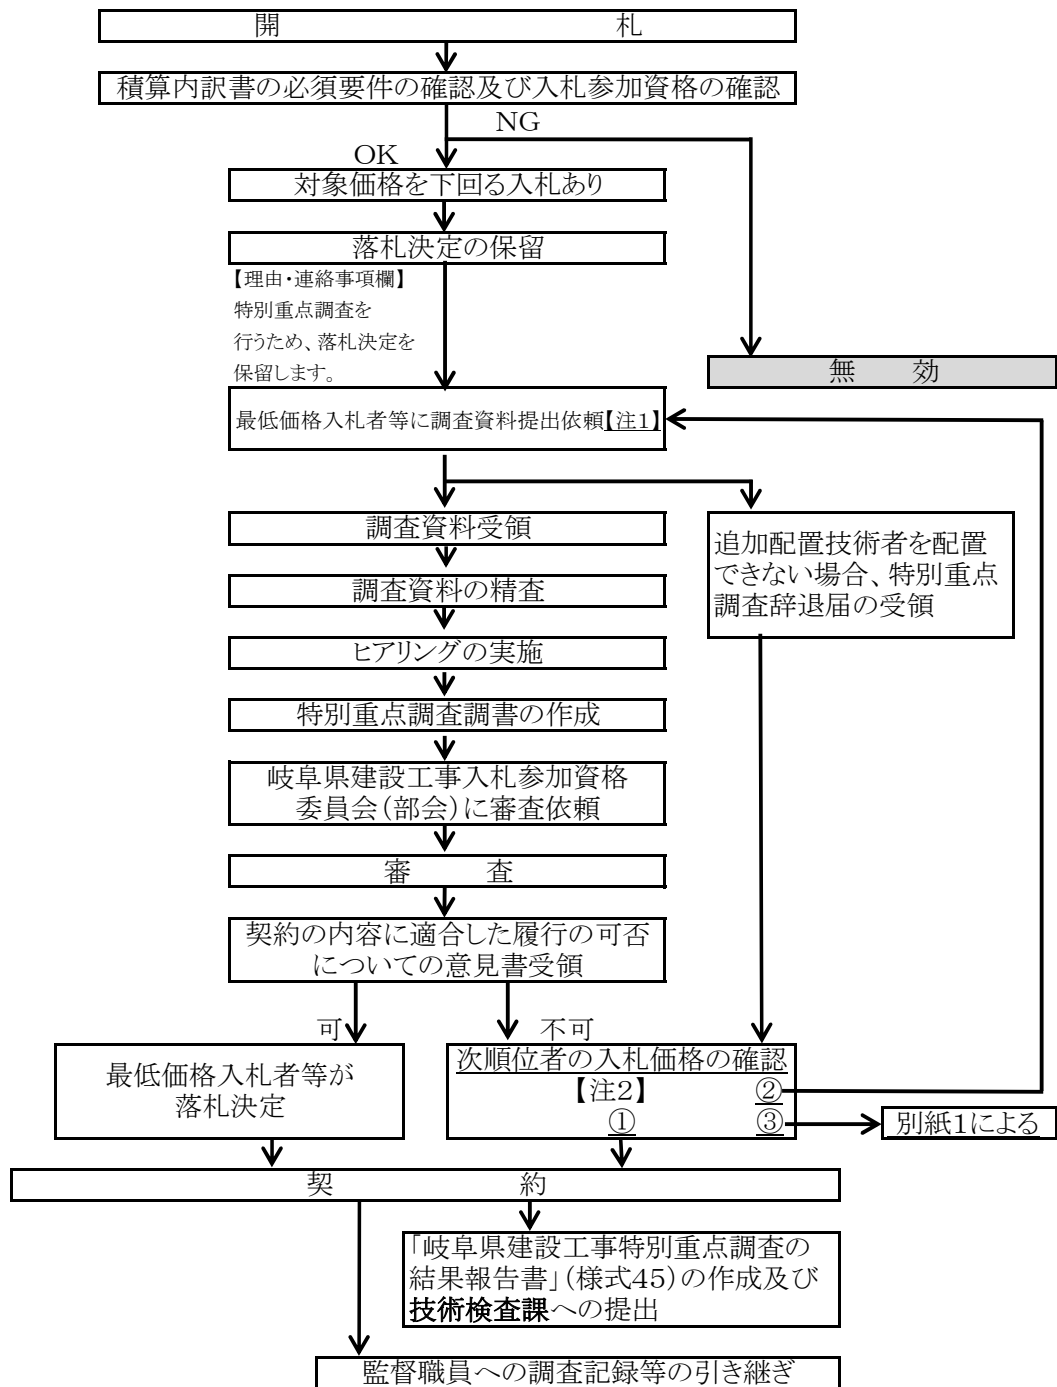 開　　　　　札
積算内訳書の必須要件の確認及び入札参加資格の確認
NG
OK
対象価格を下回る入札あり
落札決定の保留
【理由・連絡事項欄】
特別重点調査を
行うため、落札決定を
保留します。
無　　効
最低価格入札者等に調査資料提出依頼【注1】
調査資料受領
追加配置技術者を配置
できない場合、特別重点
調査辞退届の受領
調査資料の精査
ヒアリングの実施
特別重点調査調書の作成
岐阜県建設工事入札参加資格
委員会（部会）に審査依頼
審　　査
契約の内容に適合した履行の可否
についての意見書受領
可
不可
最低価格入札者等が
落札決定
次順位者の入札価格の確認
【注2】　②
①　③
別紙1による
契　　　　約
「岐阜県建設工事特別重点調査の
結果報告書」（様式45）の作成及び
技術検査課への提出
監督職員への調査記録等の引き継ぎ